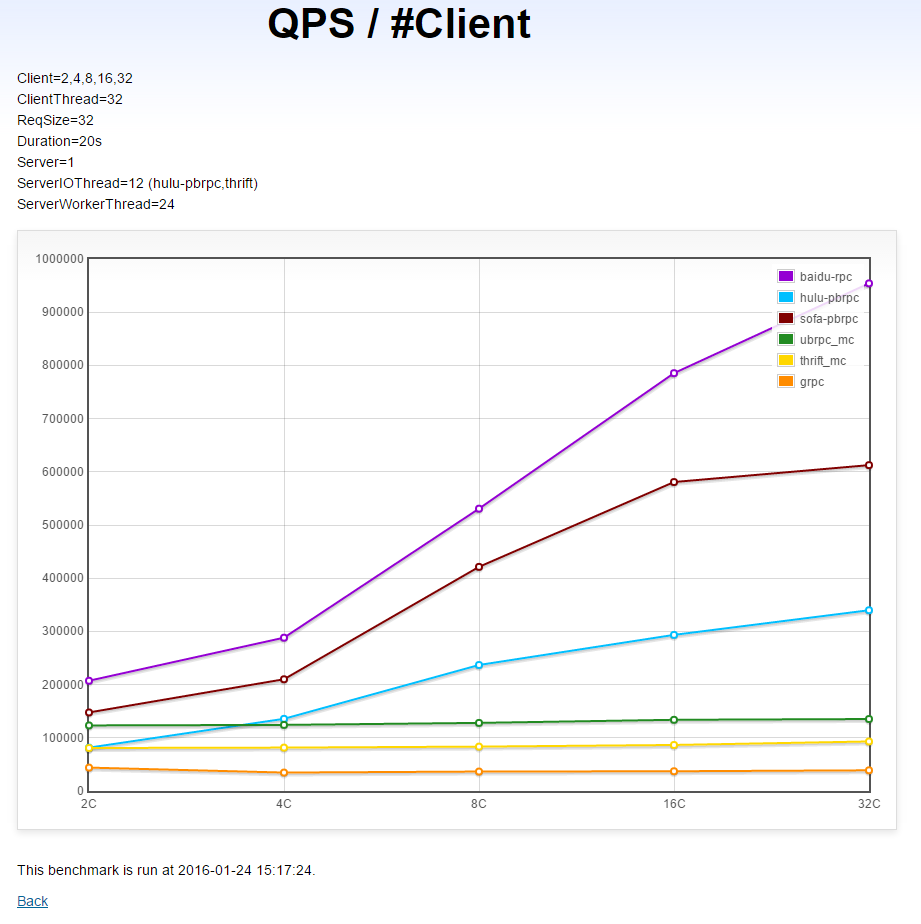 QPS / #Client
Client=2,4,8,16,32
ClientThread=32
ReqSize=32
Duration=20s
Server=1
ServerIOThread=12 (hulu-pbrpc,thrift)
ServerWorkerThread=24
1000000
900000
800000
700000
600000
500000
400000
300000
200000
100000
0
baidu-rpc
hulu-pbrpc
sofa-pbrpc
ubrpc_mc
thrift_mc
grpc
2C 4C 8C 16C 32C
This benchmark is run at 2016-01-24 15:17:24.
Back